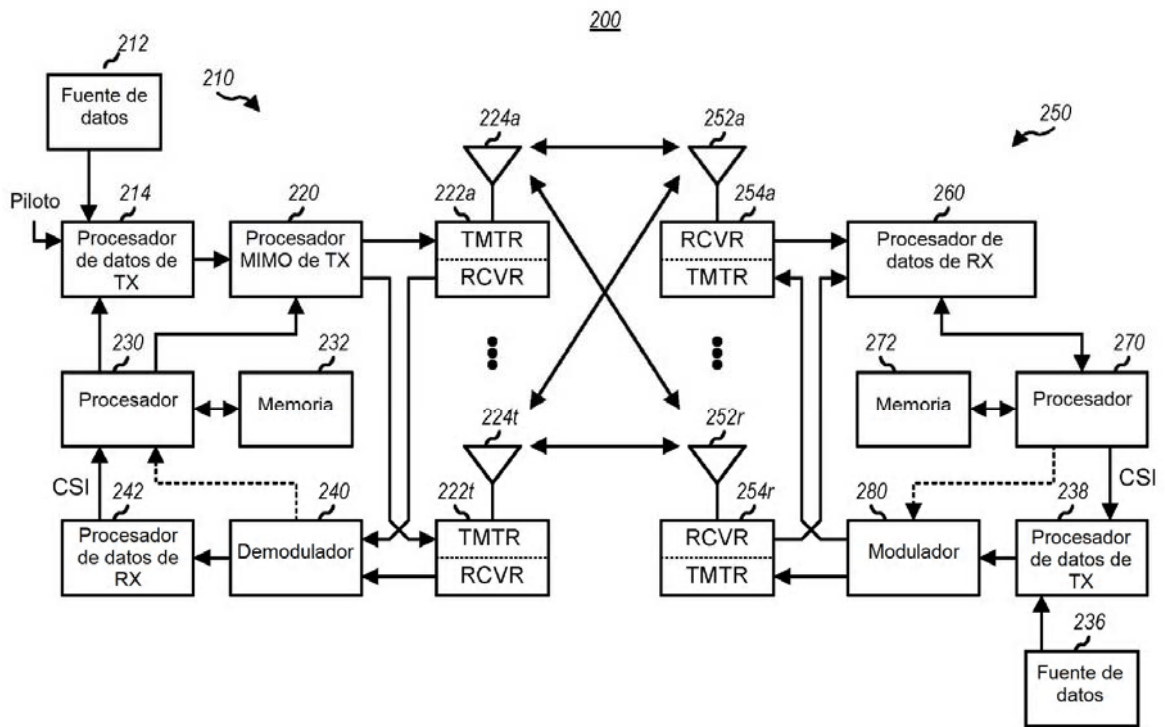 200
212
Fuente de
datos
210
224a
252a
250
Piloto
214
Procesador
de datos de
TX
220
Procesador
MIMO de TX
222a
TMTR
RCVR
254a
RCVR
TMTR
260
Procesador de
datos de RX
230
Procesador
232
Memoria
272
Memoria
270
Procesador
224t
252r
CSI
242
Procesador
de datos de
RX
240
Demodulador
222t
TMTR
RCVR
254r
RCVR
TMTR
280
Modulador
CSI
238
Procesador
de datos de
TX
236
Fuente de
datos